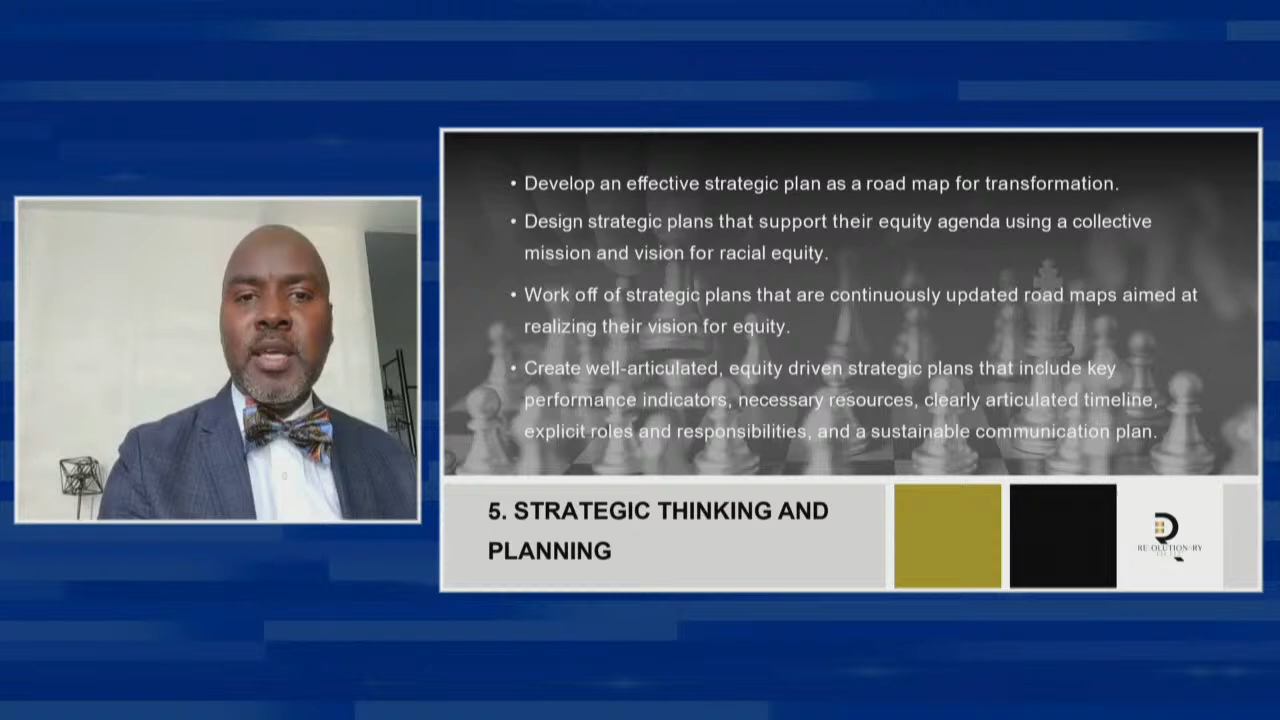 • Develop an effective strategic plan as a road map for transformation.
• Design strategic plans that support their equity agenda using a collective
mission and vision for racial equity.
• Work off of strategic plans that are continuously updated road maps aimed at
realizing their vision for equity.
• Create well-articulated, equity driven strategic plans that include key
performance indicators, necessary resources, clearly articulated timeline,
explicit roles and responsibilities, and a sustainable communication plan.
5. STRATEGIC THINKING AND
PLANNING